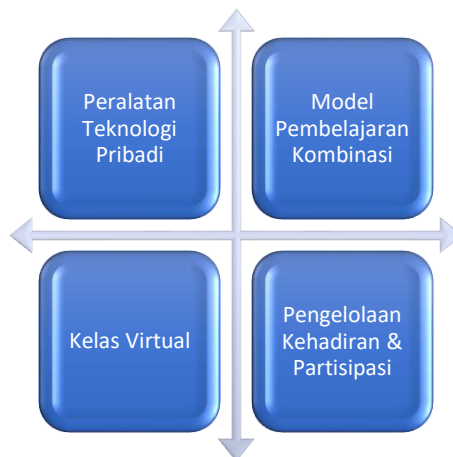 Peralatan
Teknologi
Pribadi
Model
Pembelajaran
Kombinasi
Kelas Virtual
Pengelolaan
Kehadiran &
Partisipasi